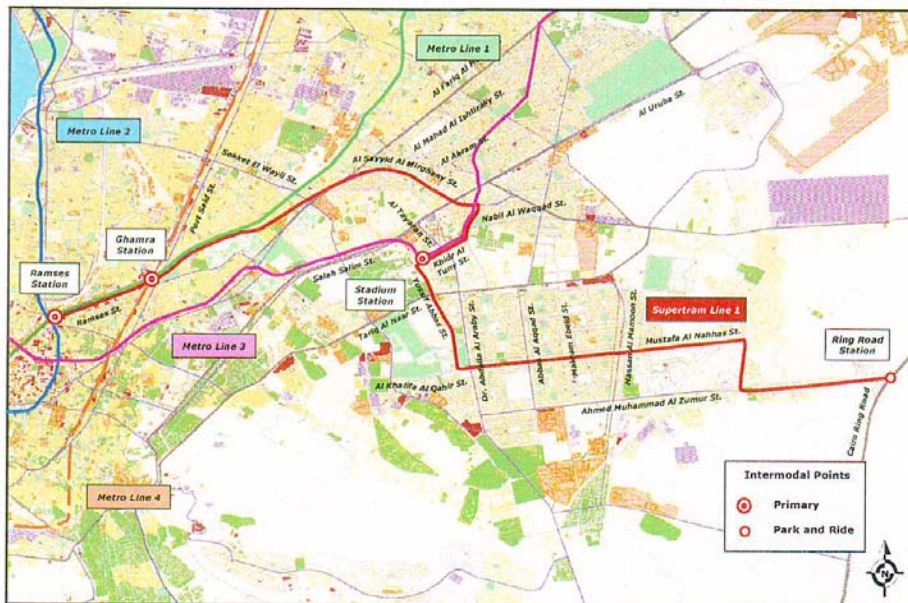 Metro Line 1
Al Fariq Al
Al Mahad Al Ishtiraky St.
Al Uruba St.
Metro Line 2
Al Ahram St.
Sekket El Wayli St.
Al Sayyid Al Mirghany St.
Port Said St.
Nabil Al Waqqad St.
Al Tayaran St.
Ghamra
Station
Khidr Al
Tuny St.
Ramses
Station
Salah Salim St.
Stadium
Station
Yossif Abbas St.
Ramses St.
Supertram Line 1
Tariq Al Nasr St.
Dr. Abdalla Al Araby St.
Abbas Al Aqqad St.
Makram Ebeid St.
Hassan Al Mamoon St.
Mustafa Al Nahhas St.
Metro Line 3
Ring Road
Station
Al Khalifa Al Qahir St.
Ahmed Muhammad Al Zumur St.
Cairo Ring Road
Metro Line 4
Intermodal Points
Primary
Park and Ride
N